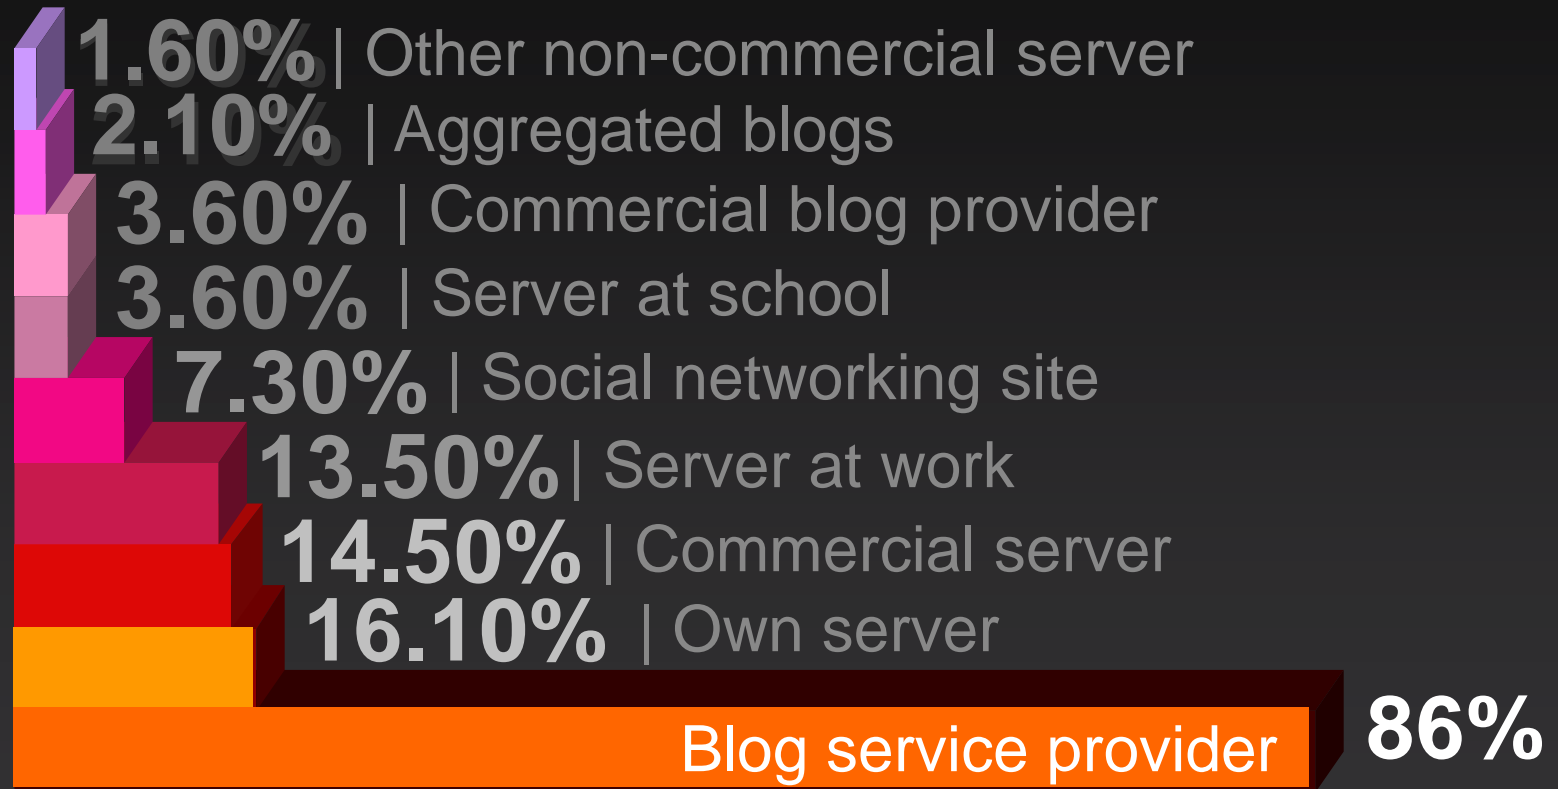 1.60% | Other non-commercial server
2.10% | Aggregated blogs
3.60% | Commercial blog provider
3.60% | Server at school
7.30% | Social networking site
13.50% | Server at work
14.50% | Commercial server
16.10% | Own server
Blog service provider 86%